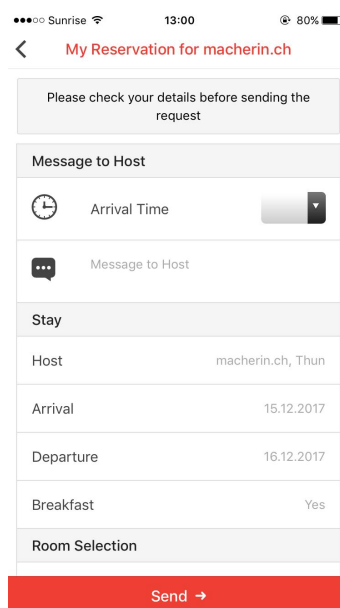 Sunrise 13:00 80%
My Reservation for macherin.ch
Please check your details before sending the
request
Message to Host
Arrival Time
Message to Host
Stay
Host macherin.ch, Thun
Arrival 15.12.2017
Departure 16.12.2017
Breakfast Yes
Room Selection
Send →